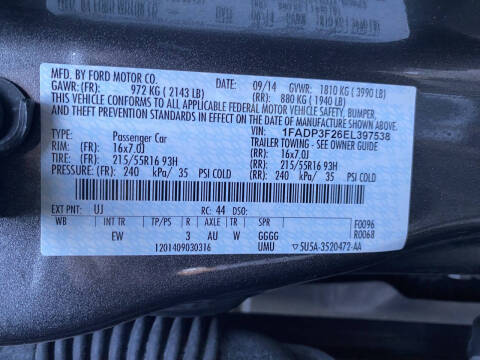 MFD. BY FORD MOTOR CO.
DATE: 09/14 GVWR: 1810 KG ( 3990 LB)
GAWR: (FR) 972 KG ( 2143 LB) (RR) 880 KG ( 1940 LB)
THIS VEHICLE CONFORMS TO ALL APPLICABLE FEDERAL MOTOR VEHICLE SAFETY, BUMPER,
AND THEFT PREVENTION STANDARDS IN EFFECT ON THE DATE OF MANUFACTURE SHOWN ABOVE.
VIN: 1FADP3F26EL397538
TYPE: Passenger Car TRAILER TOWING - SEE OWNER GUIDE
RIM: (FR) 16x7.0J (RR): 16x7.0J
TIRE: (FR) 215/55R16 93H (RR): 215/55R16 93H
PRESSURE: (FR) 240 kPa/ 35 PSI COLD (RR): 240 kPa/ 35 PSI COLD
EXT PNT: UJ RC: 44 DSO:
WB INT TR TP/PS R AXLE TR SPR F0096
EW 3 AU W GGGG R0068
1201409030316 UMU ▽5U5A-3520472-AA